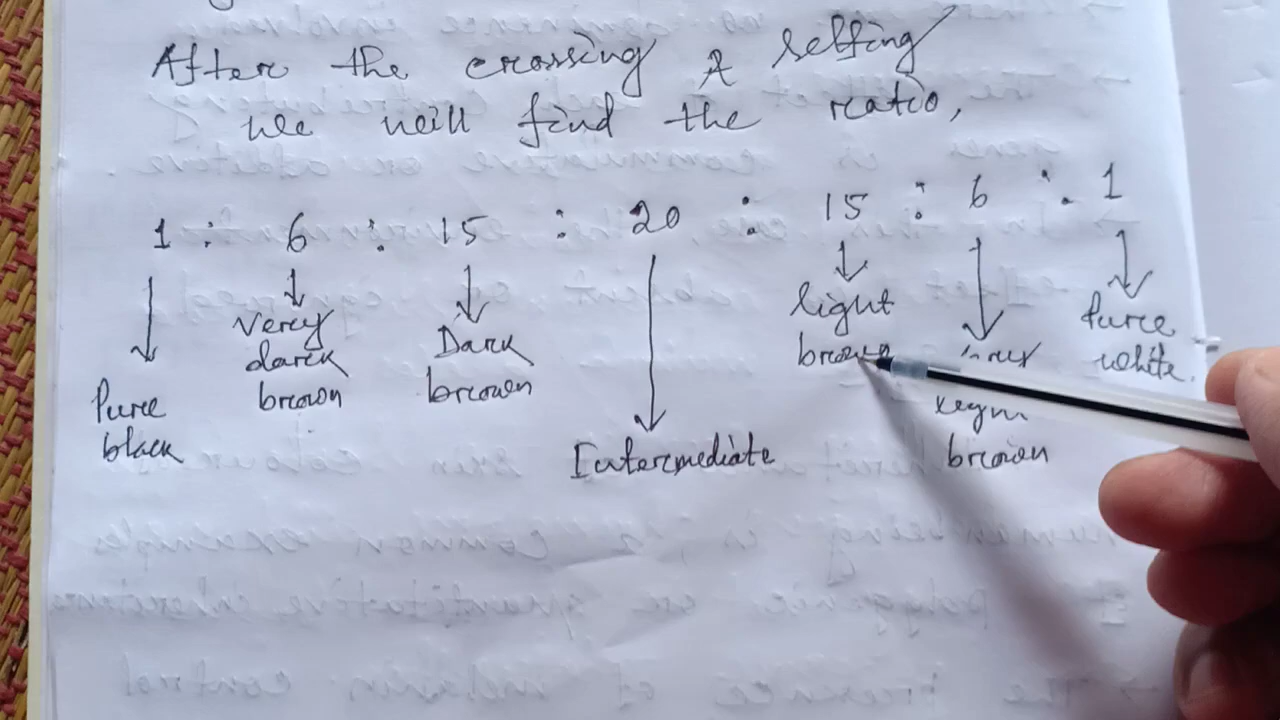 After the crossing & selfing
we will find the ratio,
1 : 6 : 15 : 20 : 15 : 6 : 1
Pure
black
Very
dark
brown
Dark
brown
Intermediate
light
brown
brown
Pure
white.